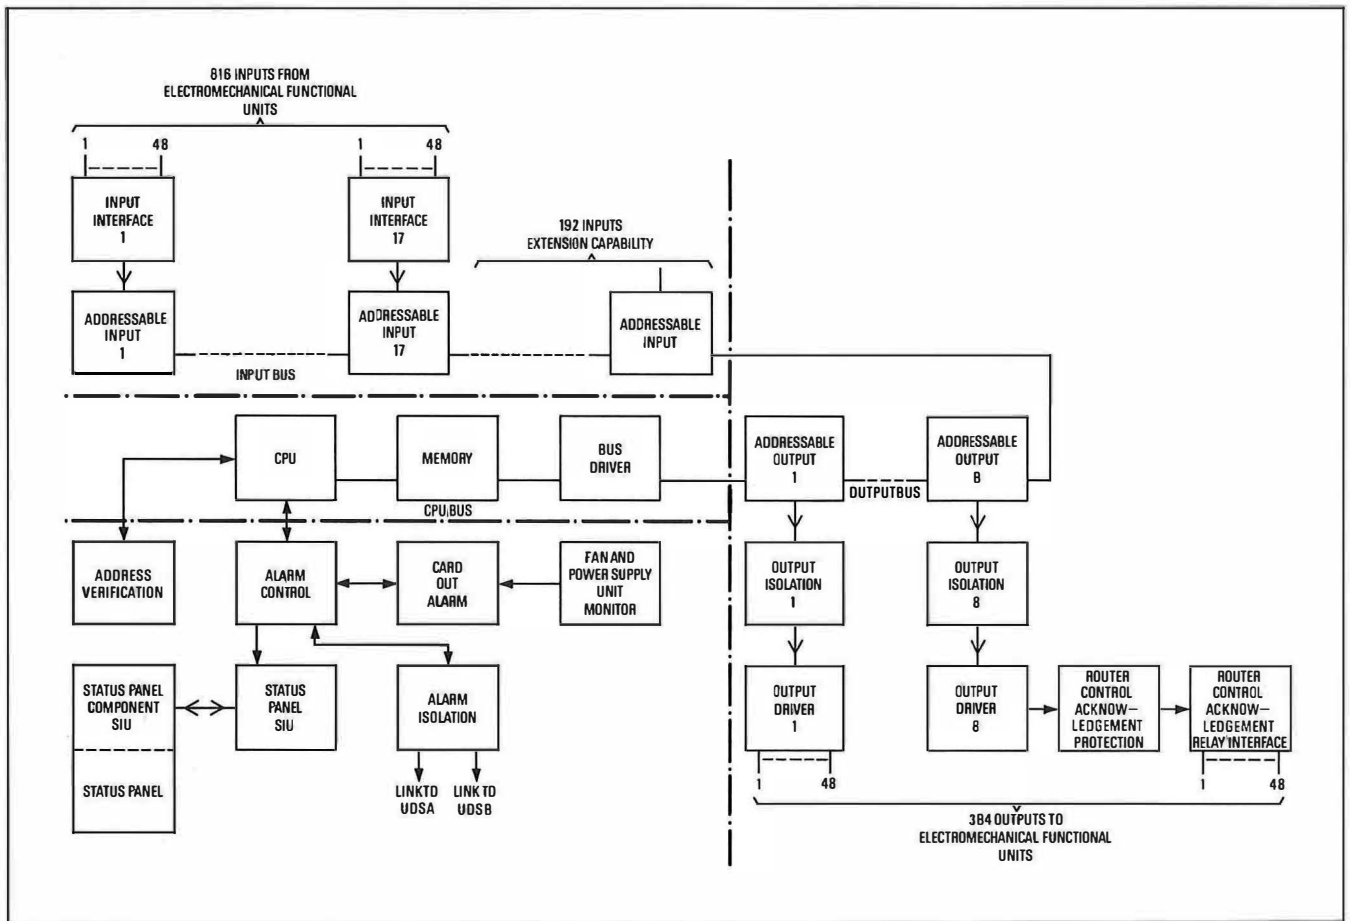 816 INPUTS FROM
ELECTROMECHANICAL FUNCTIONAL
UNITS
1 48
1 48
INPUT
INTERFACE
1
INPUT
INTERFACE
17
192 INPUTS
EXTENSION CAPABILITY
ADDRESSABLE
INPUT
1
ADDRESSABLE
INPUT
17
ADDRESSABLE
INPUT
INPUT BUS
CPU
MEMORY
BUS
DRIVER
CPU BUS
ADDRESSABLE
OUTPUT
1
OUTPUT BUS
ADDRESSABLE
OUTPUT
8
ADDRESS
VERIFICATION
ALARM
CONTROL
CARD
OUT
ALARM
FAN AND
POWER SUPPLY
UNIT
MONITOR
OUTPUT
ISOLATION
1
OUTPUT
ISOLATION
8
STATUS PANEL
COMPONENT
SIU
STATUS PANEL
STATUS
PANEL
SIU
ALARM
ISOLATION
LINK TO
UDSA
LINK TO
UDSB
OUTPUT
DRIVER
1
OUTPUT
DRIVER
8
ROUTER
CONTROL
ACKNOW–
LEDGEMENT
PROTECTION
ROUTER
CONTROL
ACKNOW–
LEDGEMENT
RELAY INTERFACE
1 48
1 48
384 OUTPUTS TO
ELECTROMECHANICAL FUNCTIONAL
UNITS